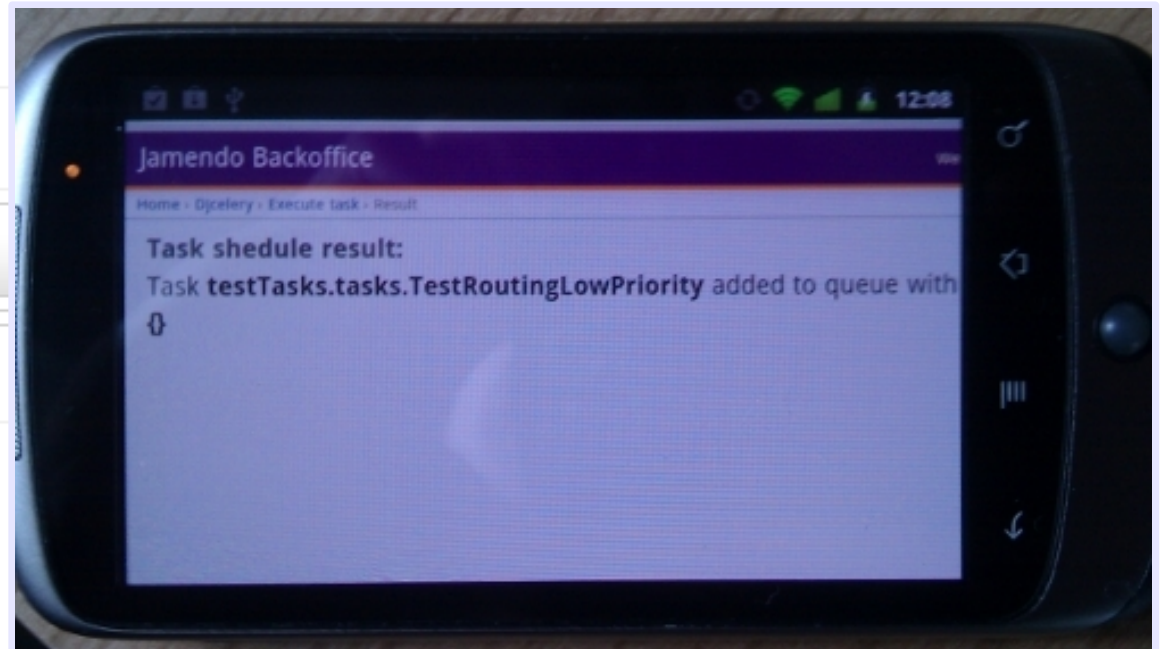 12:08
Jamendo Backoffice
We
Home › Djcelery › Execute task › Result
Task shedule result:
Task testTasks.tasks.TestRoutingLowPriority added to queue with
{}